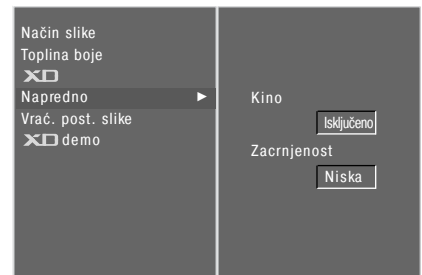 Način slike
Toplina boje
XD
Napredno ►
Vrać. post. slike
XD demo
Kino
Isključeno
Zacrnjenost
Niska